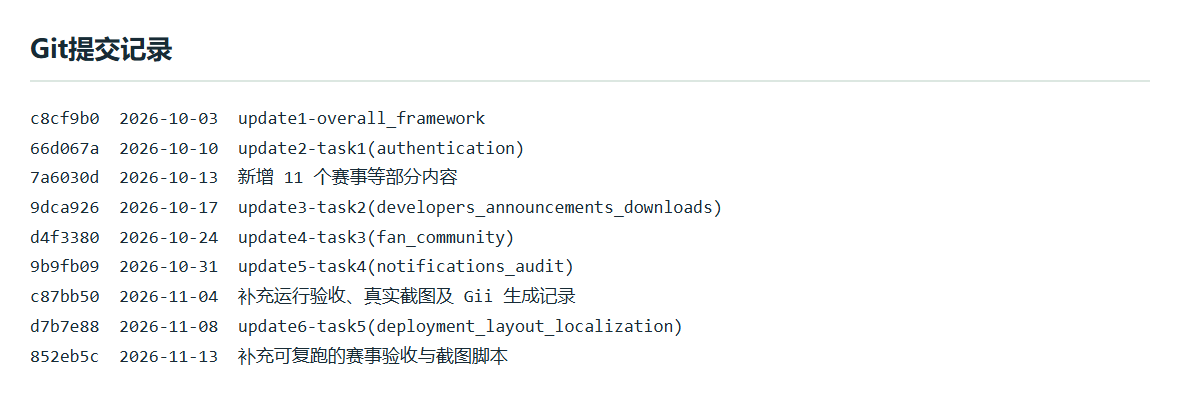 Git提交记录
c8cf9b0 2026-10-03 update1-overall_framework
66d067a 2026-10-10 update2-task1(authentication)
7a6030d 2026-10-13 新增 11 个赛事等部分内容
9dca926 2026-10-17 update3-task2(developers_announcements_downloads)
d4f3380 2026-10-24 update4-task3(fan_community)
9b9fb09 2026-10-31 update5-task4(notifications_audit)
c87bb50 2026-11-04 补充运行验收、真实截图及 Gii 生成记录
d7b7e88 2026-11-08 update6-task5(deployment_layout_localization)
852eb5c 2026-11-13 补充可复跑的赛事验收与截图脚本